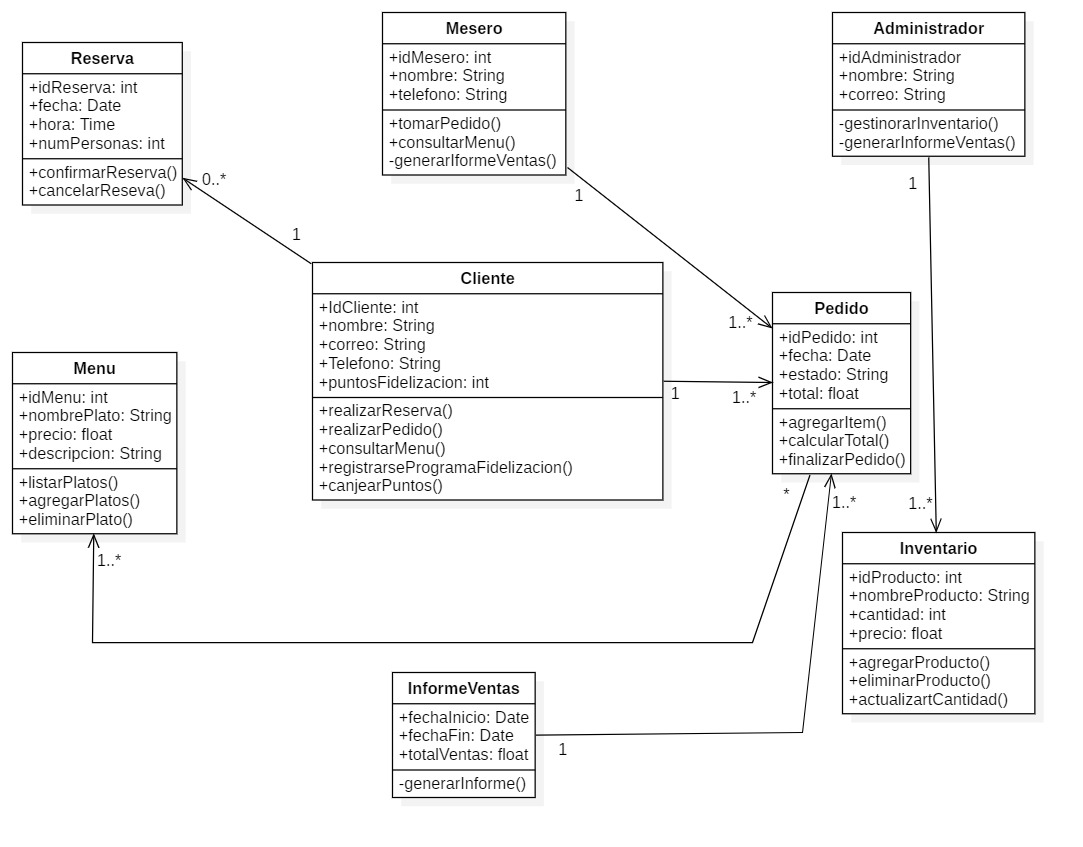 Reserva
+idReserva: int
+fecha: Date
+hora: Time
+numPersonas: int
+confirmarReserva()
+cancelarReseva()
Mesero
+idMesero: int
+nombre: String
+telefono: String
+tomarPedido()
+consultarMenu()
-generarIformeVentas()
Administrador
+idAdministrador
+nombre: String
+correo: String
-gestinorarInventario()
-generarInformeVentas()
0..*
1
1
1..*
1
1..*
Cliente
+IdCliente: int
+nombre: String
+correo: String
+Telefono: String
+puntosFidelizacion: int
+realizarReserva()
+realizarPedido()
+consultarMenu()
+registrarseProgramaFidelizacion()
+canjearPuntos()
1
1..*
Pedido
+idPedido: int
+fecha: Date
+estado: String
+total: float
+agregarItem()
+calcularTotal()
+finalizarPedido()
*
1..*
Menu
+idMenu: int
+nombrePlato: String
+precio: float
+descripcion: String
+listarPlatos()
+agregarPlatos()
+eliminarPlato()
1..*
Inventario
+idProducto: int
+nombreProducto: String
+cantidad: int
+precio: float
+agregarProducto()
+eliminarProducto()
+actualizartCantidad()
InformeVentas
+fechaInicio: Date
+fechaFin: Date
+totalVentas: float
-generarInforme()
1